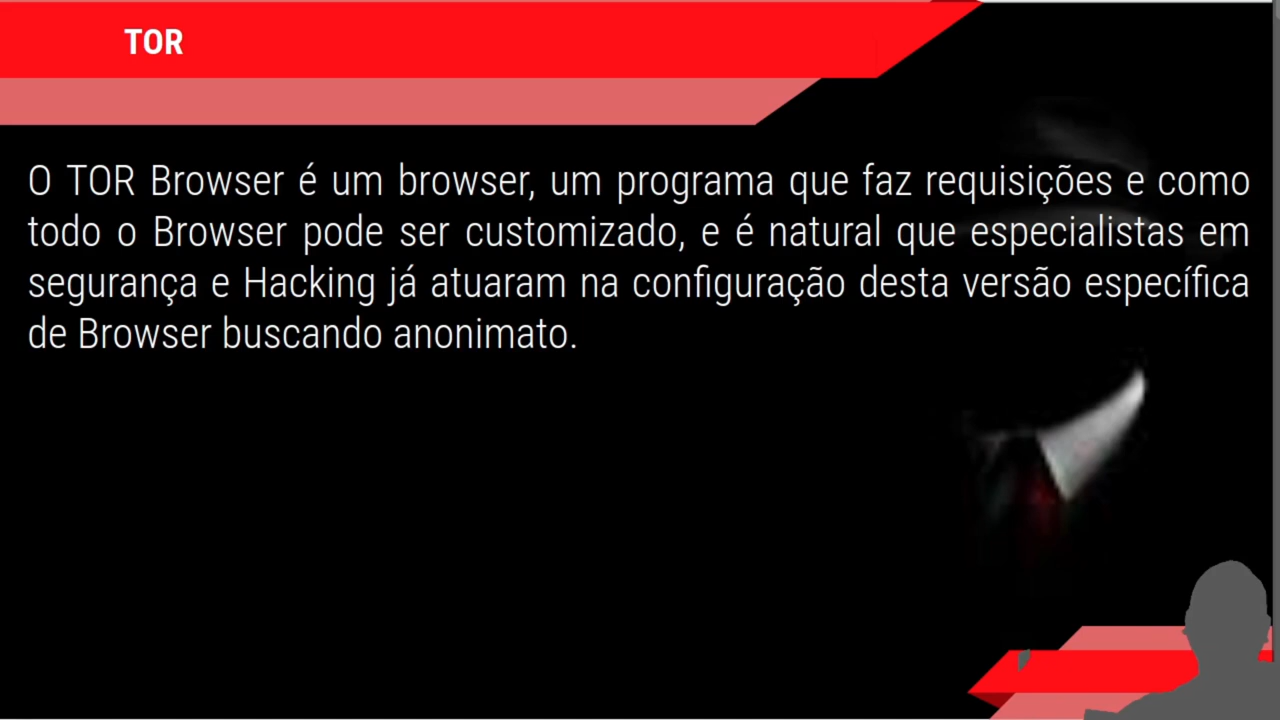 TOR
O TOR Browser é um browser, um programa que faz requisições e como
todo o Browser pode ser customizado, e é natural que especialistas em
segurança e Hacking já atuaram na configuração desta versão específica
de Browser buscando anonimato.